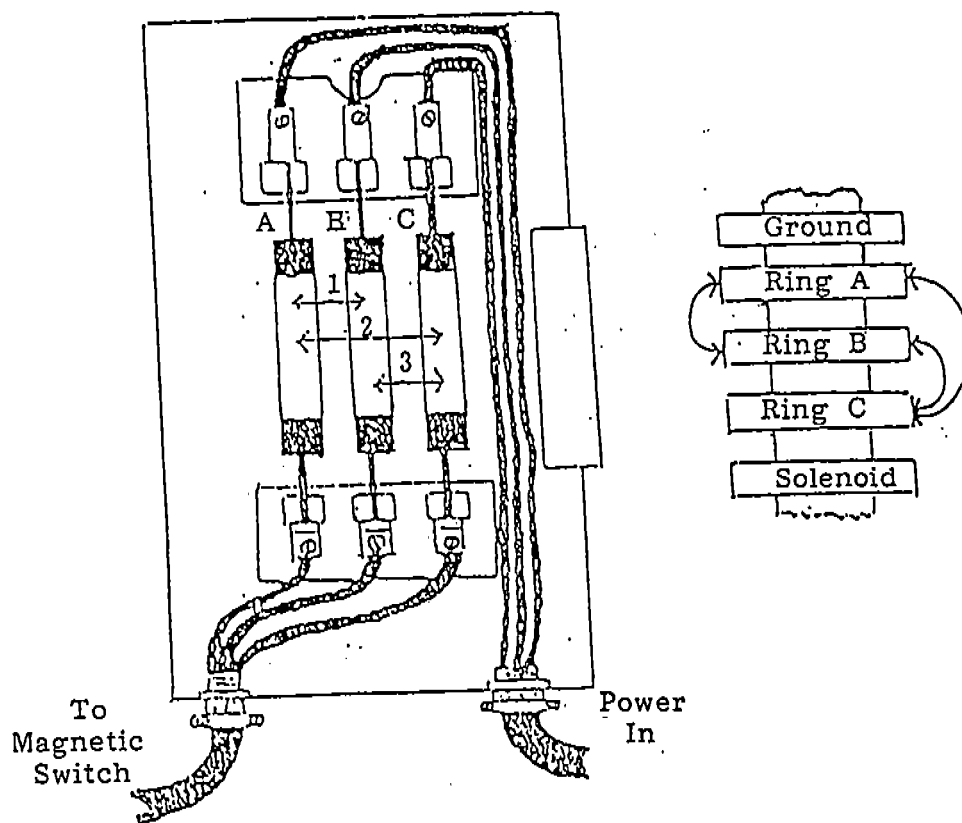 A B C
1
2
3
To
Magnetic
Switch
Power
In
Ground
Ring A
Ring B
Ring C
Solenoid